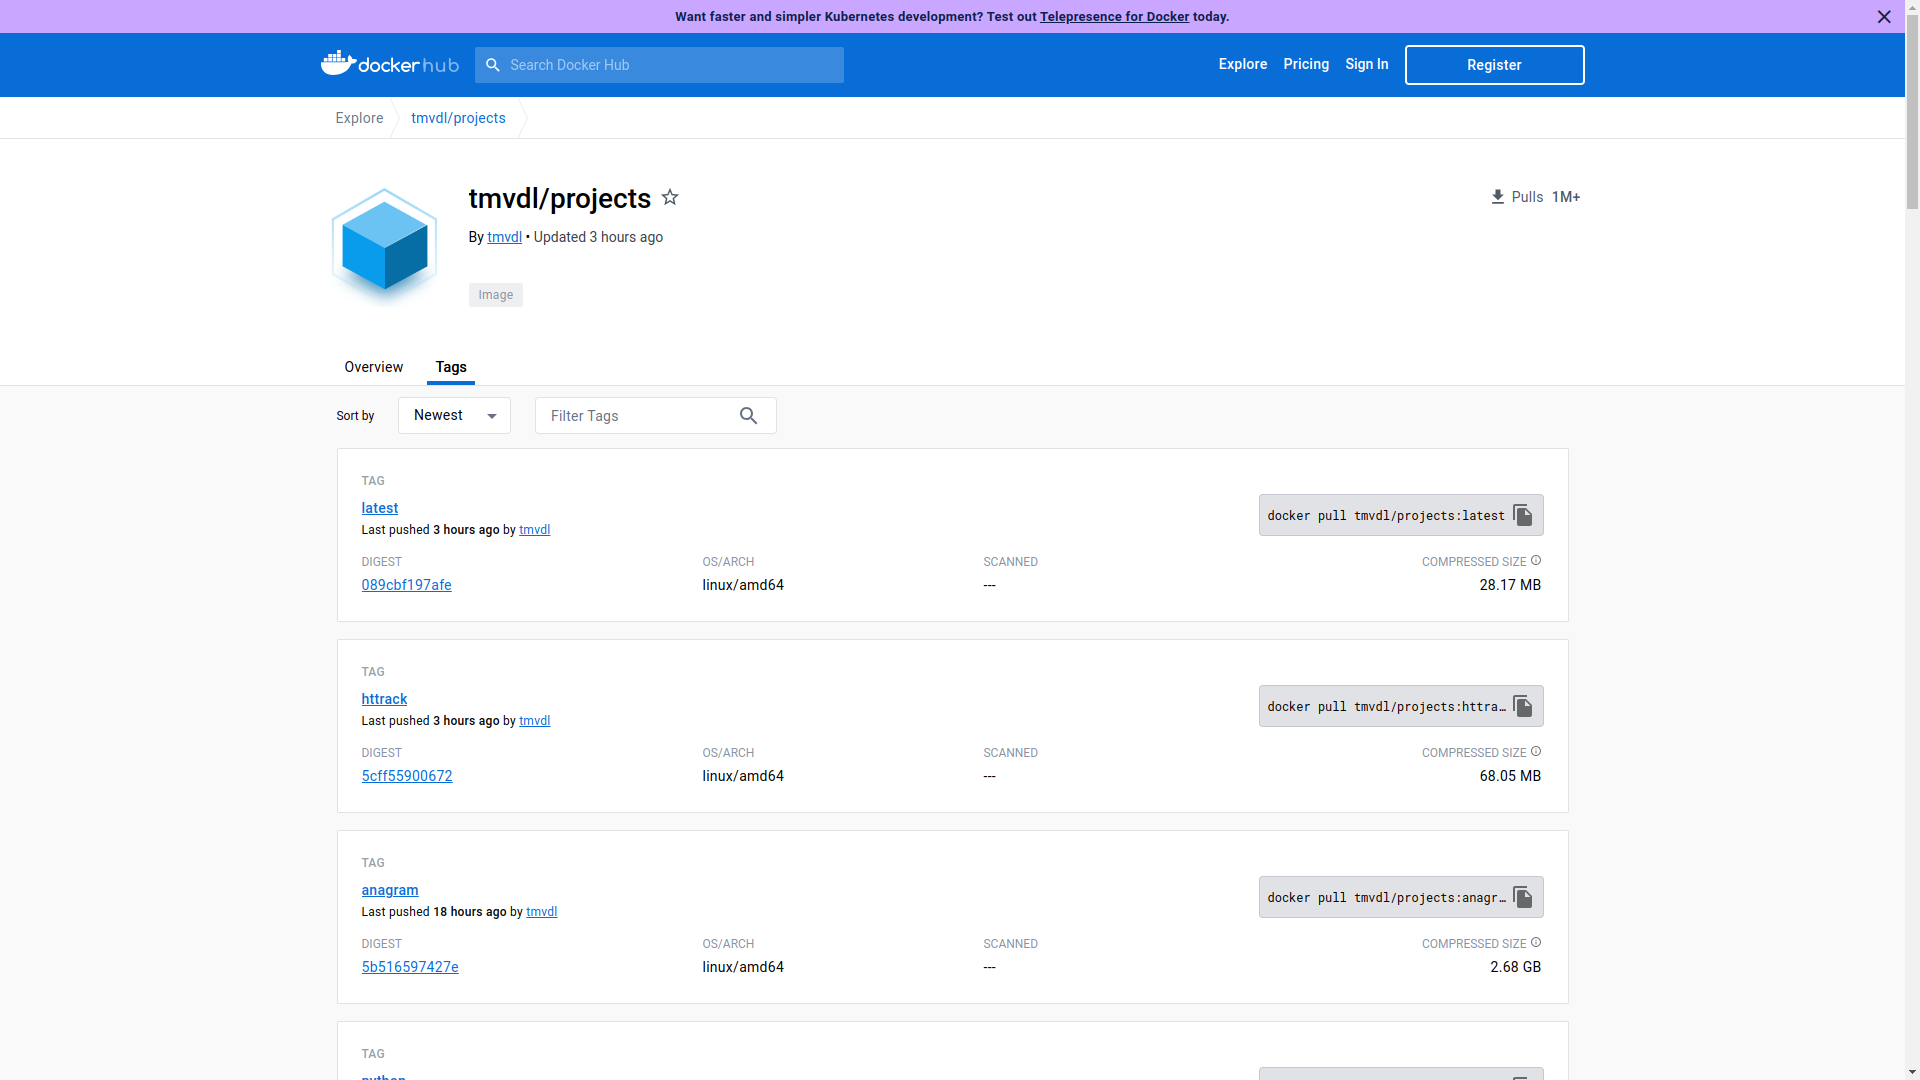 Want faster and simpler Kubernetes development? Test out Telepresence for Docker today.
docker hub
Search Docker Hub
Explore
Pricing
Sign In
Register
Explore
tmvdl/projects
tmvdl/projects
Pulls 1M+
By tmvdl • Updated 3 hours ago
Image
Overview
Tags
Sort by
Newest
Filter Tags
TAG
latest
Last pushed 3 hours ago by tmvdl
docker pull tmvdl/projects:latest
DIGEST
OS/ARCH
SCANNED
COMPRESSED SIZE
089cbf197afe
linux/amd64
---
28.17 MB
TAG
httrack
Last pushed 3 hours ago by tmvdl
docker pull tmvdl/projects:httra…
DIGEST
OS/ARCH
SCANNED
COMPRESSED SIZE
5cff55900672
linux/amd64
---
68.05 MB
TAG
anagram
Last pushed 18 hours ago by tmvdl
docker pull tmvdl/projects:anagr…
DIGEST
OS/ARCH
SCANNED
COMPRESSED SIZE
5b516597427e
linux/amd64
---
2.68 GB
TAG
python